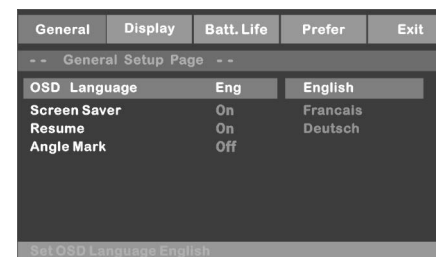 General Display Batt. Life Prefer Exit
-- General Setup Page --
OSD Language Eng English
Screen Saver On Francais
Resume On Deutsch
Angle Mark Off
Set OSD Language English